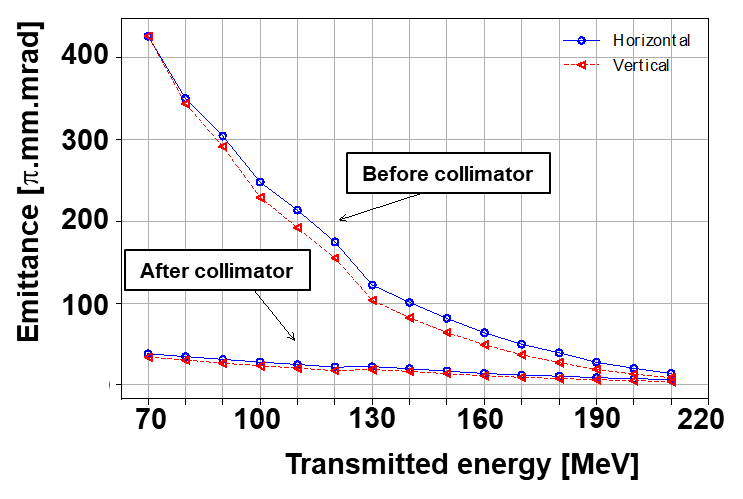 Emittance [π.mm.mrad]
400
300
200
100
Horizontal
Vertical
Before collimator
After collimator
70 100 130 160 190 220
Transmitted energy [MeV]